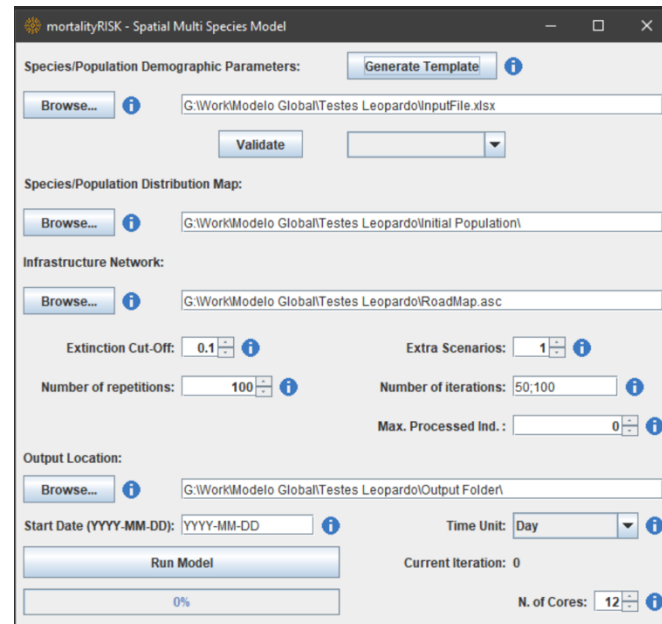 mortalityRISK - Spatial Multi Species Model
Species/Population Demographic Parameters: Generate Template
Browse... G:\Work\Modelo Global\Testes Leopardo\InputFile.xlsx
Validate
Species/Population Distribution Map:
Browse... G:\Work\Modelo Global\Testes Leopardo\Initial Population\
Infrastructure Network:
Browse... G:\Work\Modelo Global\Testes Leopardo\RoadMap.asc
Extinction Cut-Off: 0.1 Extra Scenarios: 1
Number of repetitions: 100 Number of iterations: 50;100
Max. Processed Ind. : 0
Output Location:
Browse... G:\Work\Modelo Global\Testes Leopardo\Output Folder\
Start Date (YYYY-MM-DD): YYYY-MM-DD Time Unit: Day
Run Model Current Iteration: 0
0% N. of Cores: 12